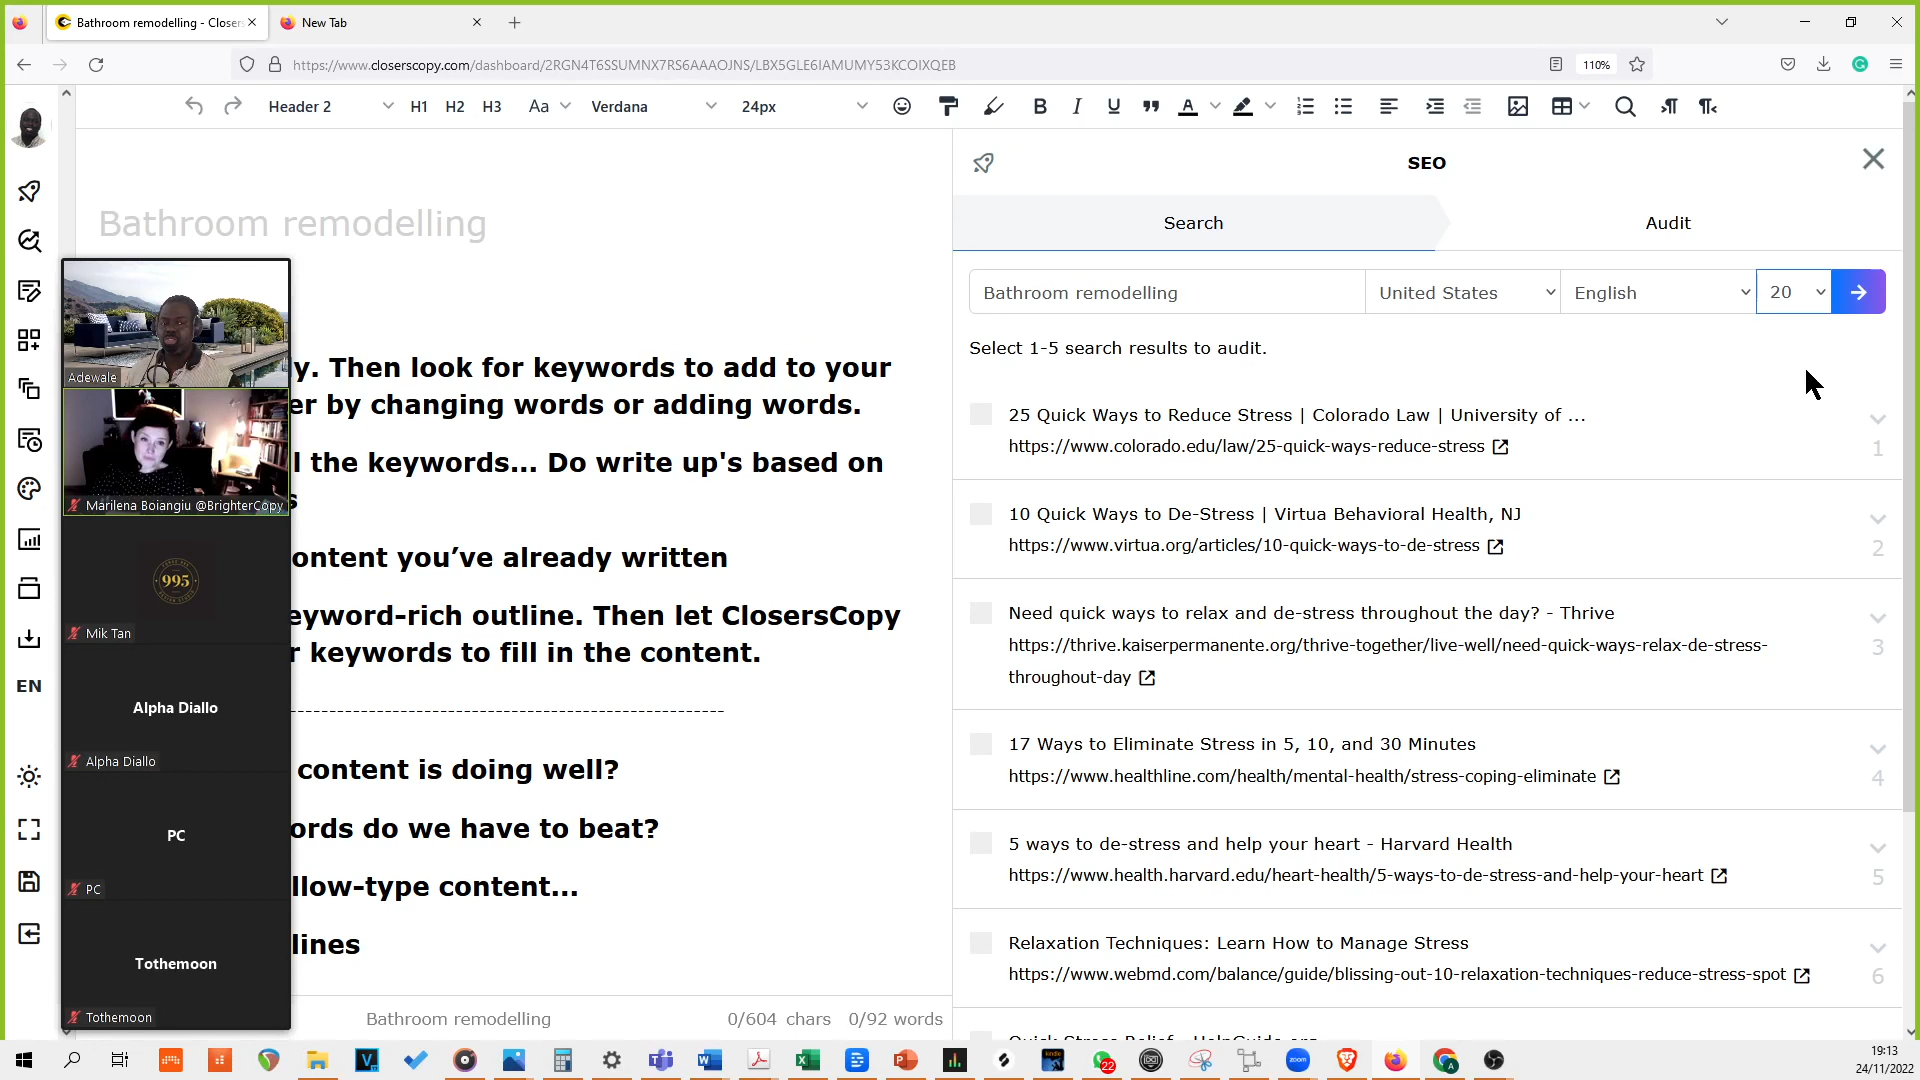 Bathroom remodelling - Closers
New Tab
https://www.closerscopy.com/dashboard/2RGN4T6SSUMNX7RS6AAAOJNS/LBX5GLE6IAMUMY53KCOIXQEB
110%
Header 2
H1 H2 H3
Aa
Verdana
24px
SEO
Search
Audit
Bathroom remodelling
Bathroom remodelling
United States
English
20
Select 1-5 search results to audit.
25 Quick Ways to Reduce Stress | Colorado Law | University of ...
https://www.colorado.edu/law/25-quick-ways-reduce-stress
1
10 Quick Ways to De-Stress | Virtua Behavioral Health, NJ
https://www.virtua.org/articles/10-quick-ways-to-de-stress
2
Need quick ways to relax and de-stress throughout the day? - Thrive
https://thrive.kaiserpermanente.org/thrive-together/live-well/need-quick-ways-relax-de-stress-
throughout-day
3
17 Ways to Eliminate Stress in 5, 10, and 30 Minutes
https://www.healthline.com/health/mental-health/stress-coping-eliminate
4
5 ways to de-stress and help your heart - Harvard Health
https://www.health.harvard.edu/heart-health/5-ways-to-de-stress-and-help-your-heart
5
Relaxation Techniques: Learn How to Manage Stress
https://www.webmd.com/balance/guide/blissing-out-10-relaxation-techniques-reduce-stress-spot
6
y. Then look for keywords to add to your
er by changing words or adding words.
l the keywords... Do write up's based on
s
ontent you've already written
eyword-rich outline. Then let ClosersCopy
r keywords to fill in the content.
content is doing well?
ords do we have to beat?
llow-type content...
lines
Adewale
Marilena Boiangiu @BrighterCopy
995
Mik Tan
Alpha Diallo
Alpha Diallo
PC
PC
Tothemoon
Tothemoon
EN
Bathroom remodelling
0/604 chars
0/92 words
22
zoom
kindle
19:13
24/11/2022